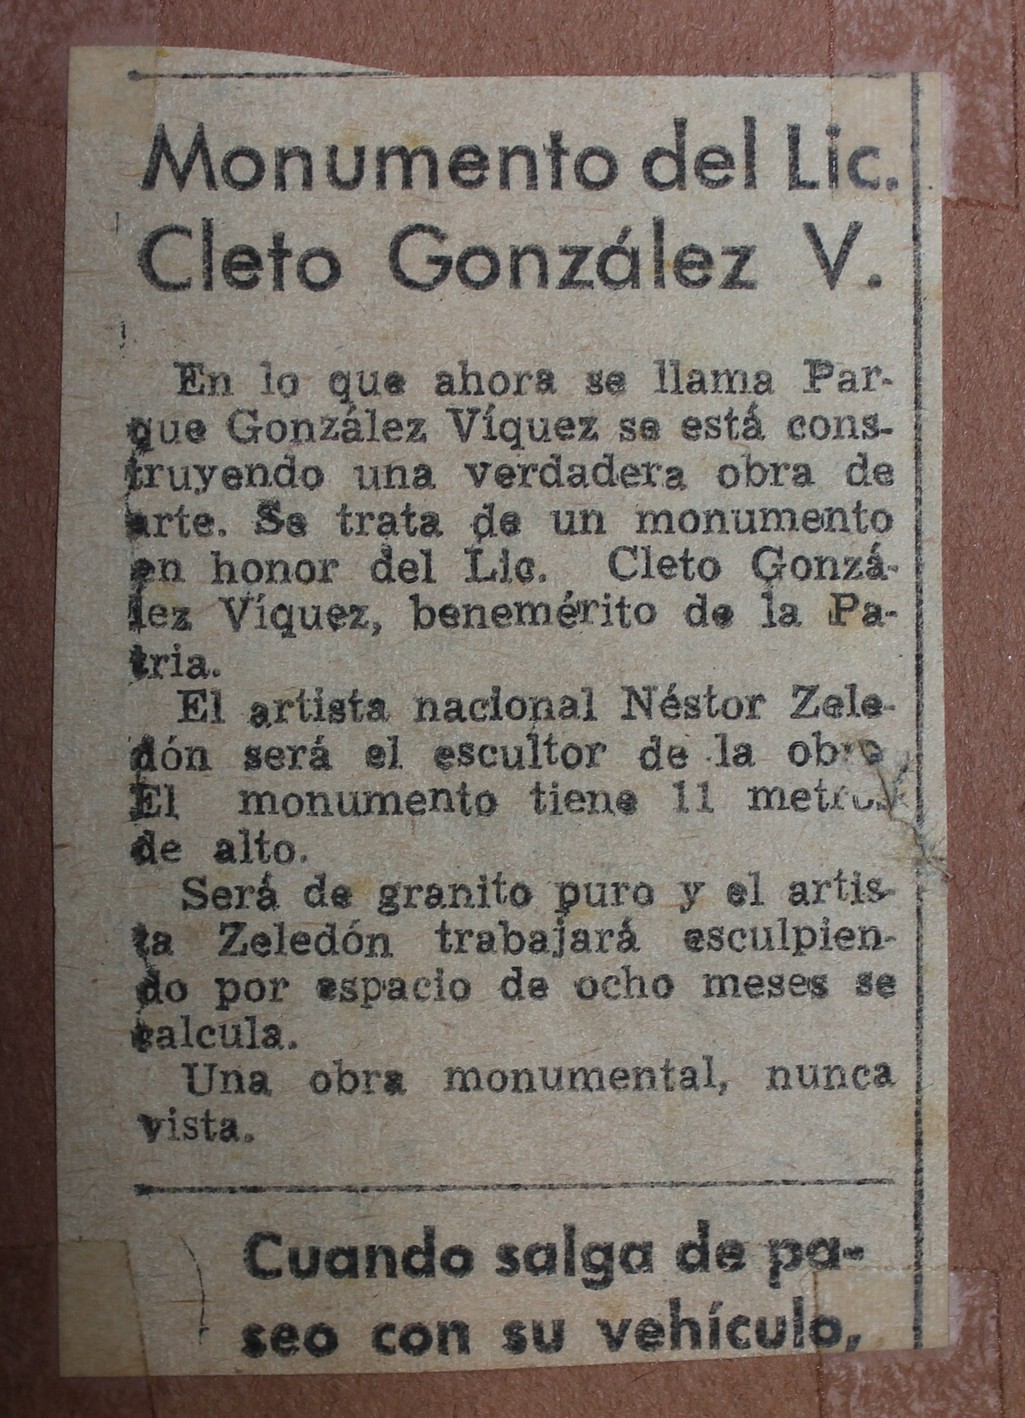 Monumento del Lic.
Cleto González V.
En lo que ahora se llama Par-
que González Víquez se está cons-
truyendo una verdadera obra de
arte. Se trata de un monumento
en honor del Lic. Cleto Gonzá-
lez Víquez, benemérito de la Pa-
tria.
El artista nacional Néstor Zele-
dón será el escultor de la obra.
El monumento tiene 11 metros
de alto.
Será de granito puro y el artis-
ta Zeledón trabajará esculpien-
do por espacio de ocho meses se
calcula.
Una obra monumental, nunca
vista.
Cuando salga de pa-
seo con su vehículo,